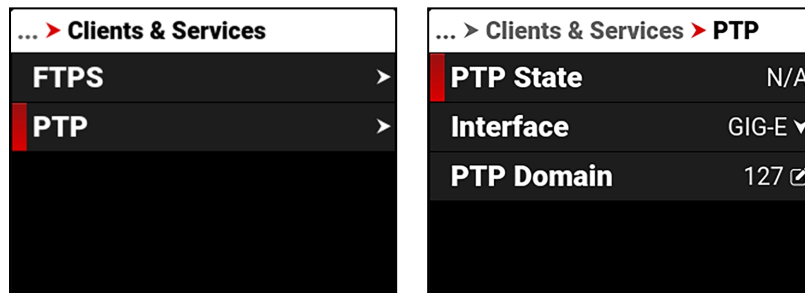 ... Clients & Services
FTPS
PTP
... Clients & Services PTP
PTP State N/A
Interface GIG-E
PTP Domain 127